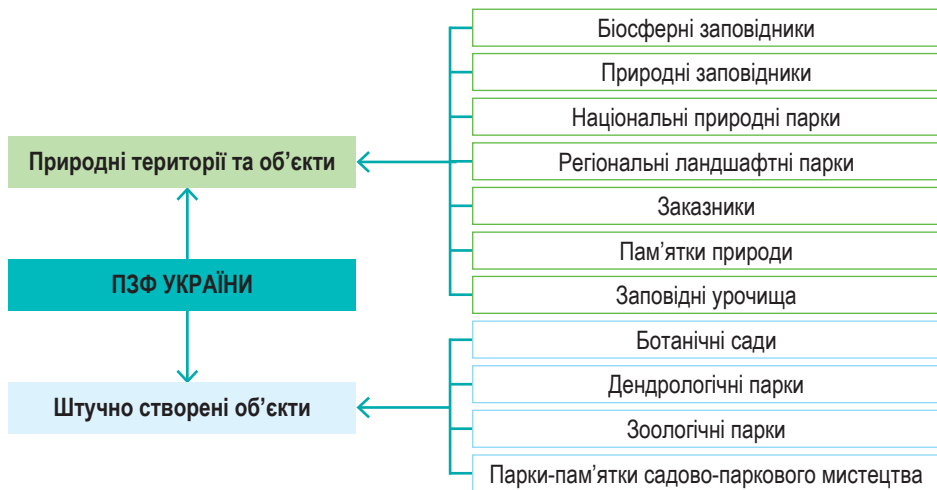 Біосферні заповідники
Природні заповідники
Національні природні парки
Природні території та об’єкти
Регіональні ландшафтні парки
Заказники
Пам’ятки природи
ПЗФ УКРАЇНИ
Заповідні урочища
Ботанічні сади
Дендрологічні парки
Штучно створені об’єкти
Зоологічні парки
Парки-пам’ятки садово-паркового мистецтва